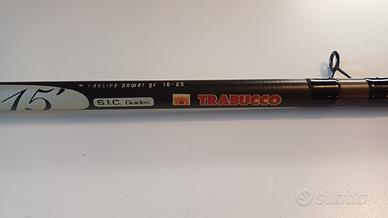 casting power gr. 10-25
15'
S.I.C. Guides
TRABUCCO
subito